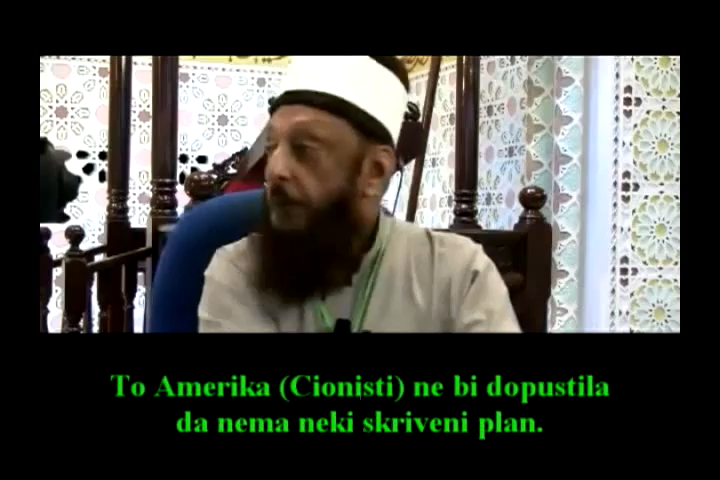 To Amerika (Cionisti) ne bi dopustila
da nema neki skriveni plan.